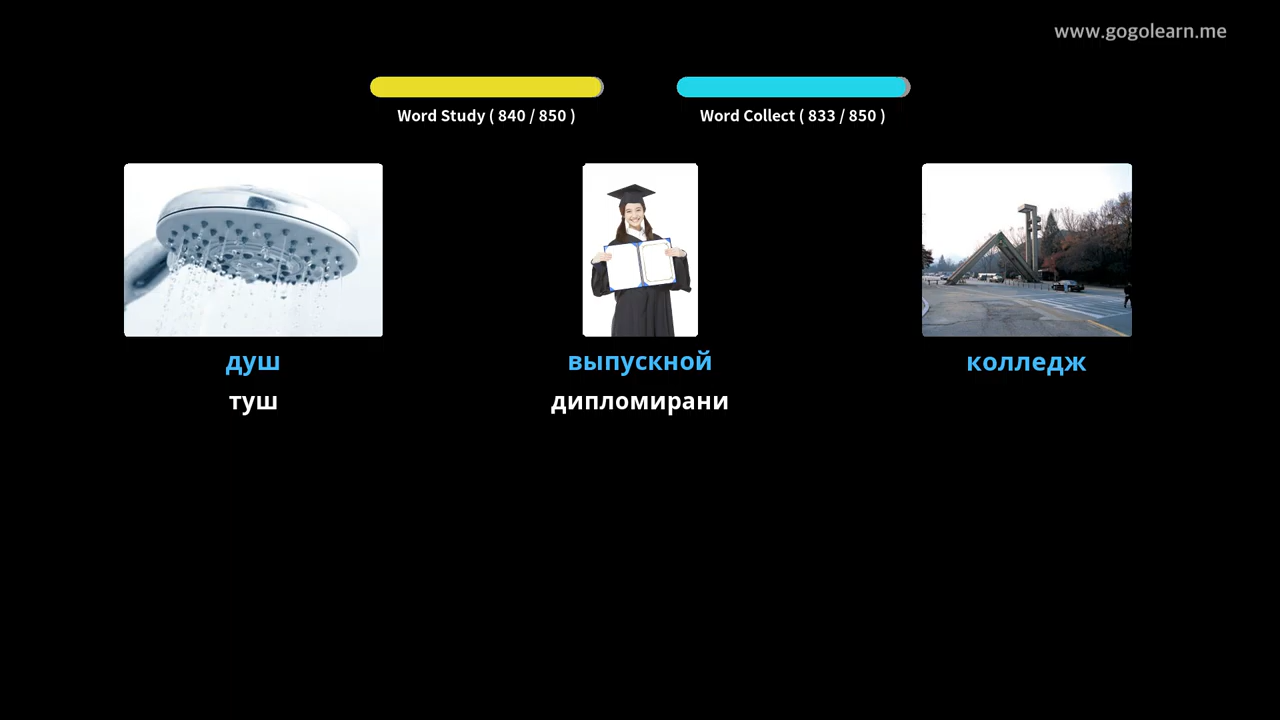 www.gogolearn.me
Word Study ( 840 / 850 )
Word Collect ( 833 / 850 )
душ
выпускной
колледж
туш
дипломирани